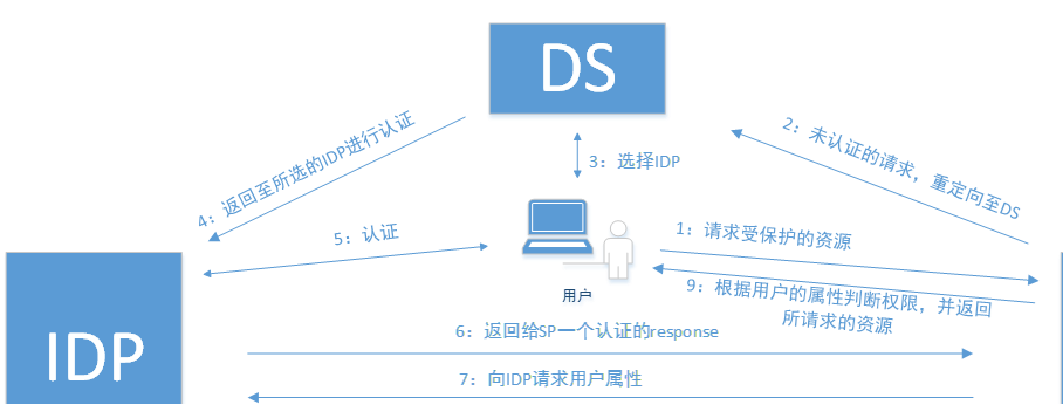 DS
2：未认证的请求，重定向至DS
4：返回至所选的IDP进行认证
3：选择IDP
5：认证
1：请求受保护的资源
用户
9：根据用户的属性判断权限，并返回
所请求的资源
IDP
6：返回给SP一个认证的response
7：向IDP请求用户属性